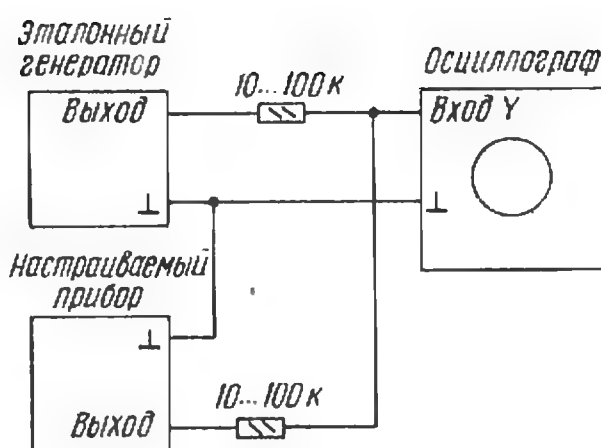 Эталонный
генератор
Выход
⊥
10... 100 к
Осциллограф
Вход Y
⊥
Настраиваемый
прибор
⊥
Выход
10... 100 к